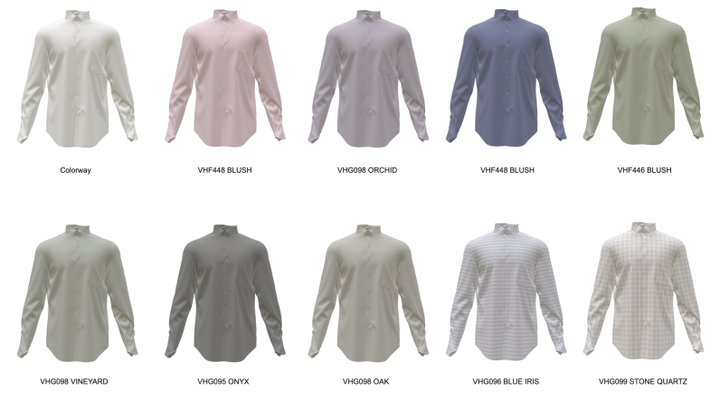 Colorway
VHF448 BLUSH
VHG098 ORCHID
VHF448 BLUSH
VHF446 BLUSH
VHG098 VINEYARD
VHG095 ONYX
VHG098 OAK
VHG096 BLUE IRIS
VHG099 STONE QUARTZ